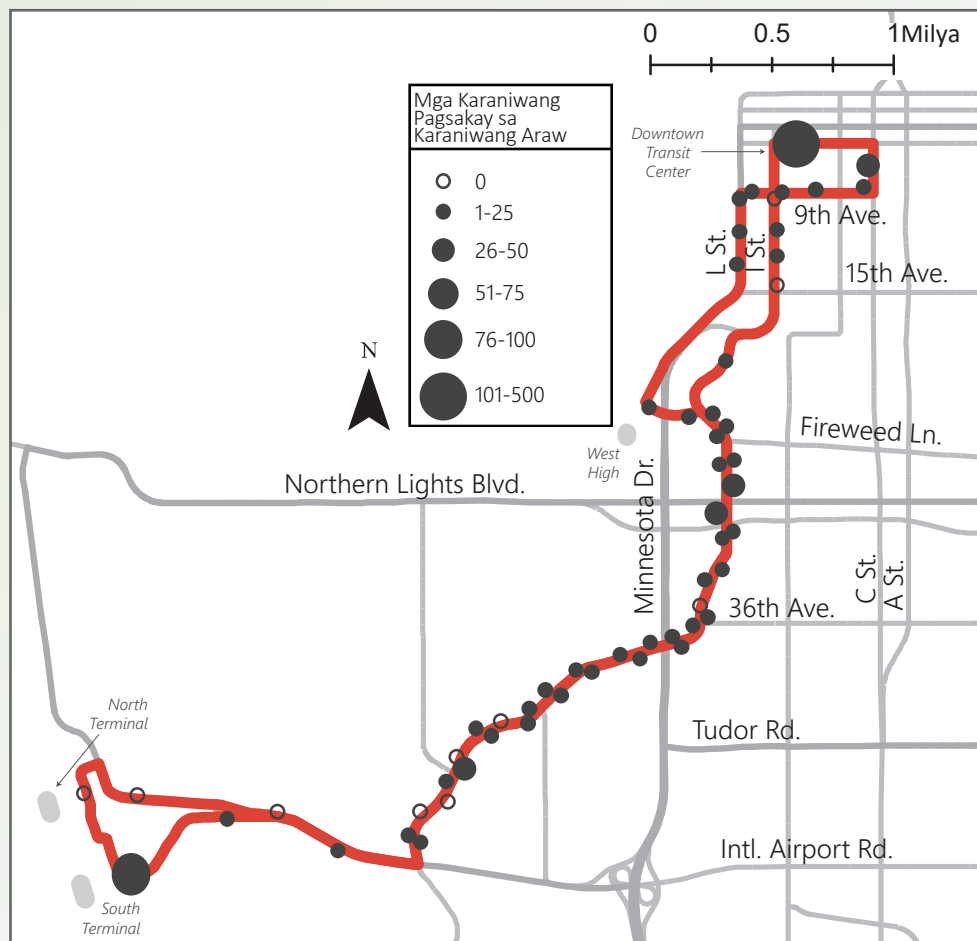 0 0.5 1Milya
Mga Karaniwang
Pagsakay sa
Karaniwang Araw
0
1-25
26-50
51-75
76-100
101-500
Downtown
Transit
Center
9th Ave.
L St.
I St.
15th Ave.
N
West
High
Fireweed Ln.
Northern Lights Blvd.
Minnesota Dr.
C St.
A St.
36th Ave.
North
Terminal
Tudor Rd.
Intl. Airport Rd.
South
Terminal